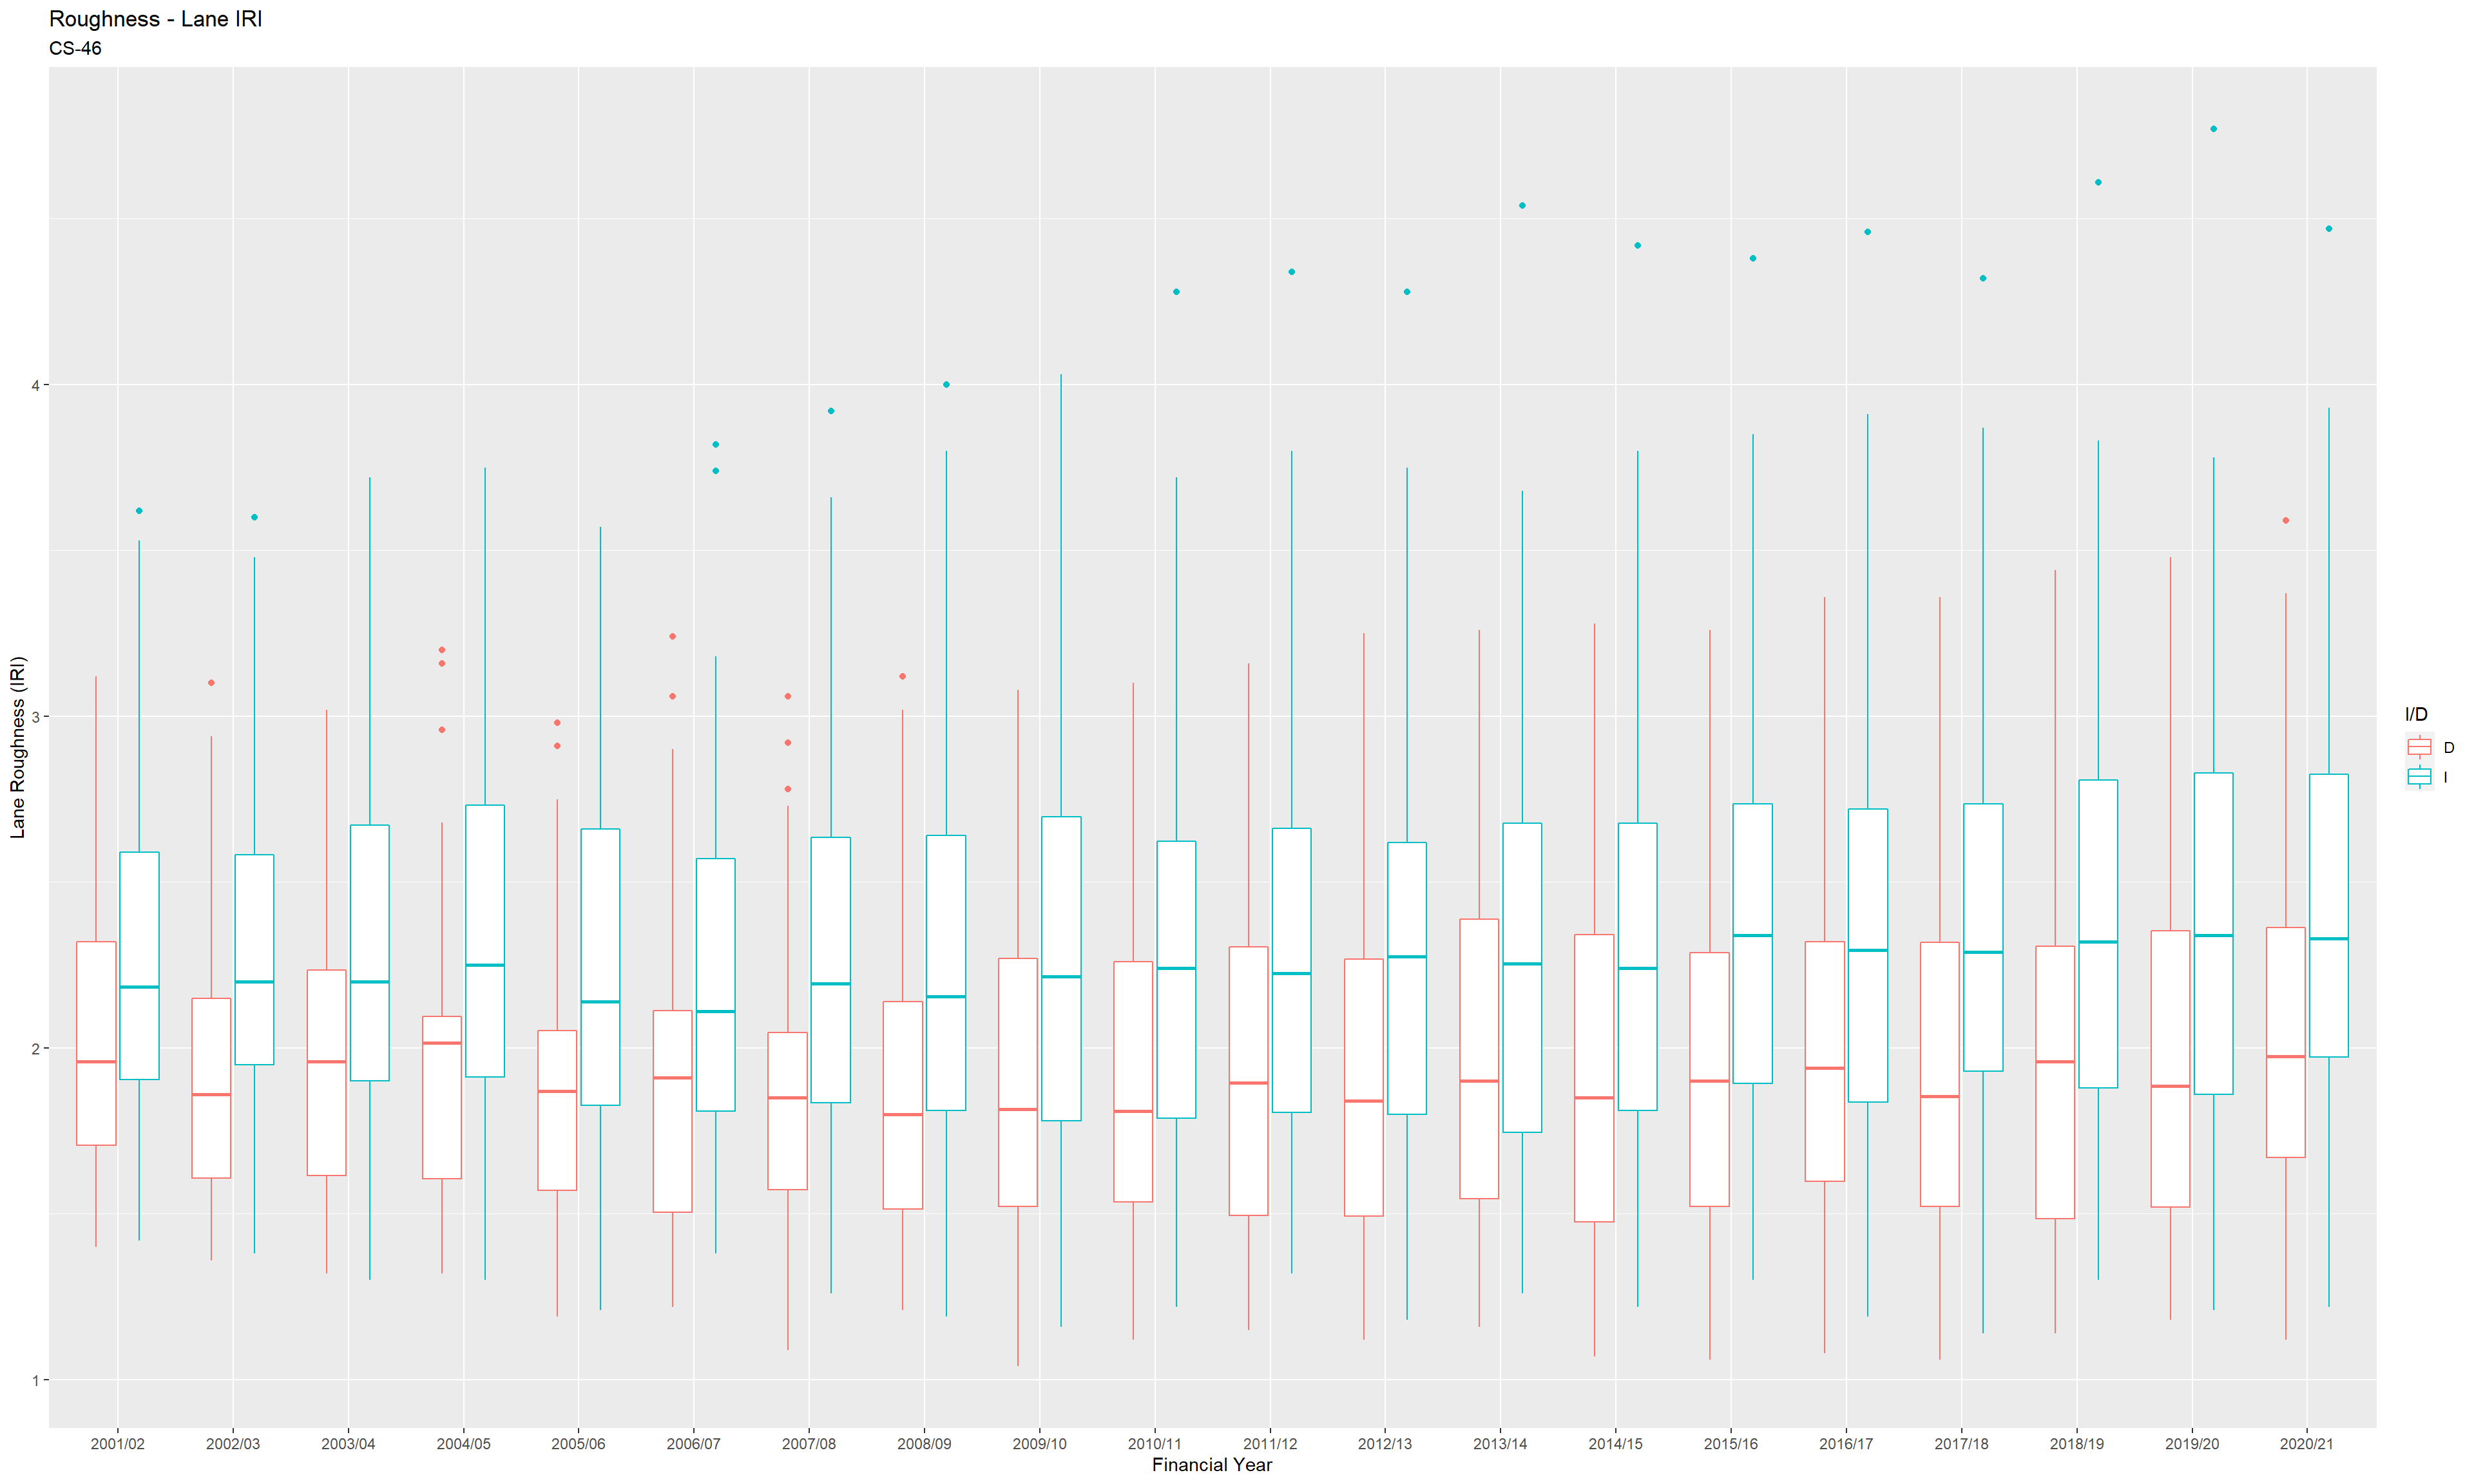 Roughness - Lane IRI
CS-46
Lane Roughness (IRI)
4
3
2
1
2001/02 2002/03 2003/04 2004/05 2005/06 2006/07 2007/08 2008/09 2009/10 2010/11 2011/12 2012/13 2013/14 2014/15 2015/16 2016/17 2017/18 2018/19 2019/20 2020/21
Financial Year
I/D
D
I